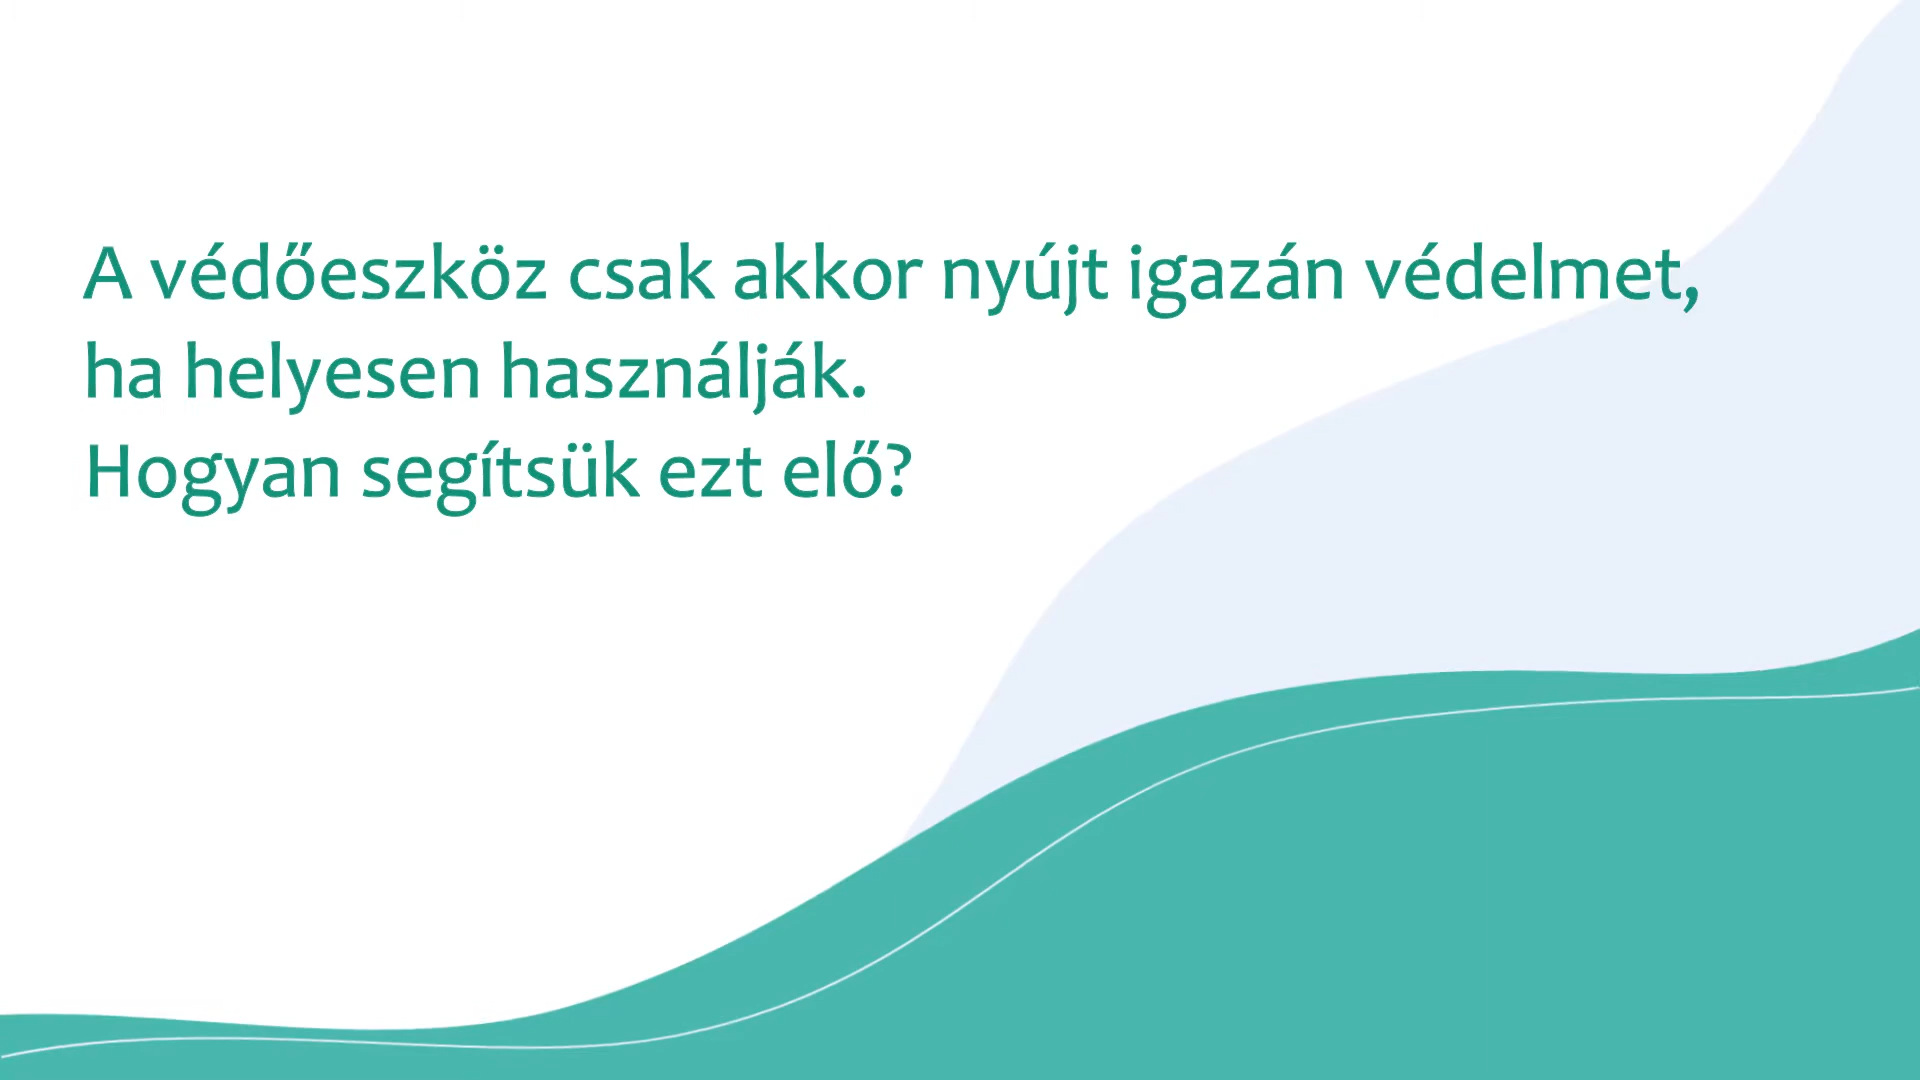 A védőeszköz csak akkor nyújt igazán védelmet,
ha helyesen használják.
Hogyan segítsük ezt elő?